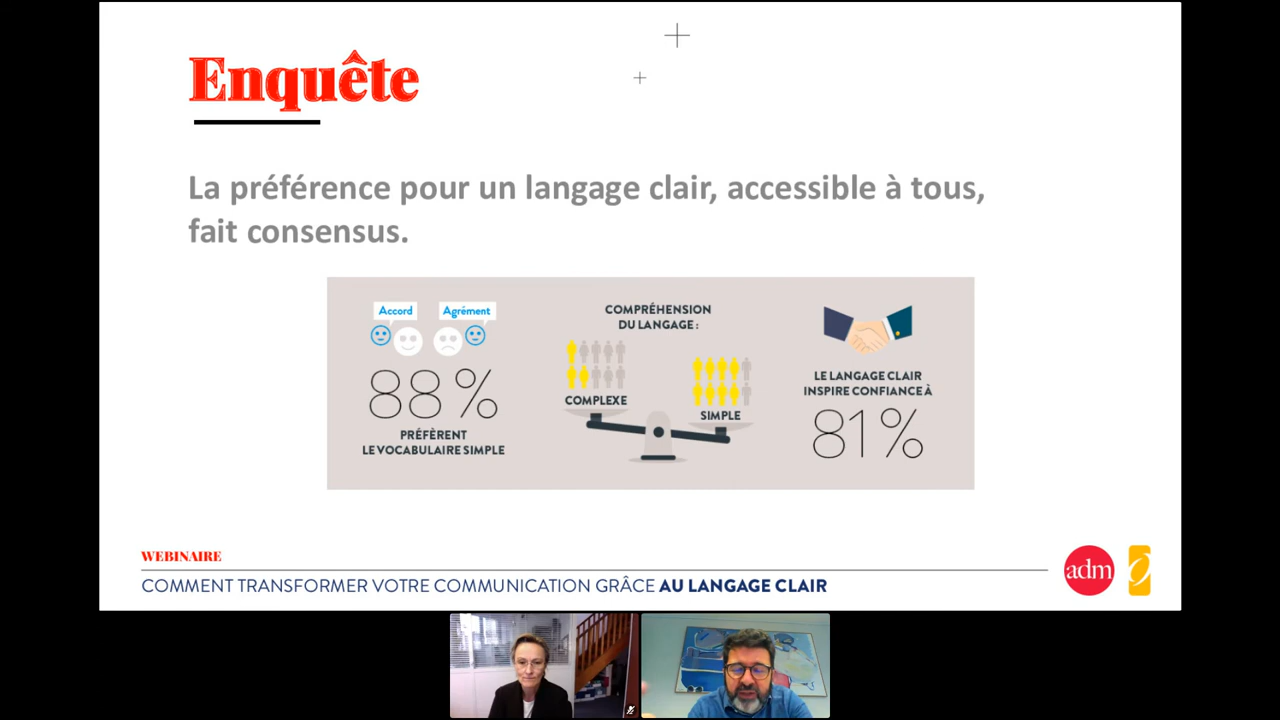 Enquête
La préférence pour un langage clair, accessible à tous,
fait consensus.
Accord
Agrément
88%
PRÉFÈRENT
LE VOCABULAIRE SIMPLE
COMPRÉHENSION
DU LANGAGE :
COMPLEXE
SIMPLE
LE LANGAGE CLAIR
INSPIRE CONFIANCE À
81%
WEBINAIRE
COMMENT TRANSFORMER VOTRE COMMUNICATION GRÂCE AU LANGAGE CLAIR
adm